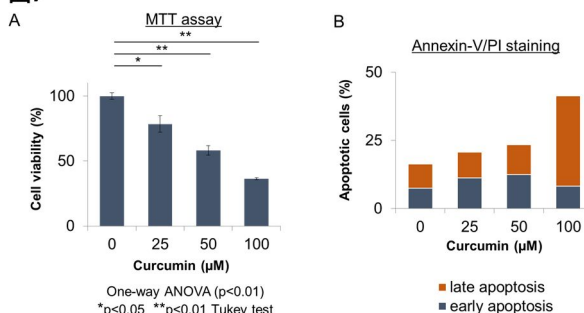 A
MTT assay
**
**
*
100
50
0
Cell viability (%)
0 25 50 100
Curcumin (μM)
One-way ANOVA (p<0.01)
*p<0.05 **p<0.01 Tukey test
B
Annexin-V/PI staining
50
25
0
Apoptotic cells (%)
0 25 50 100
Curcumin (μM)
late apoptosis
early apoptosis